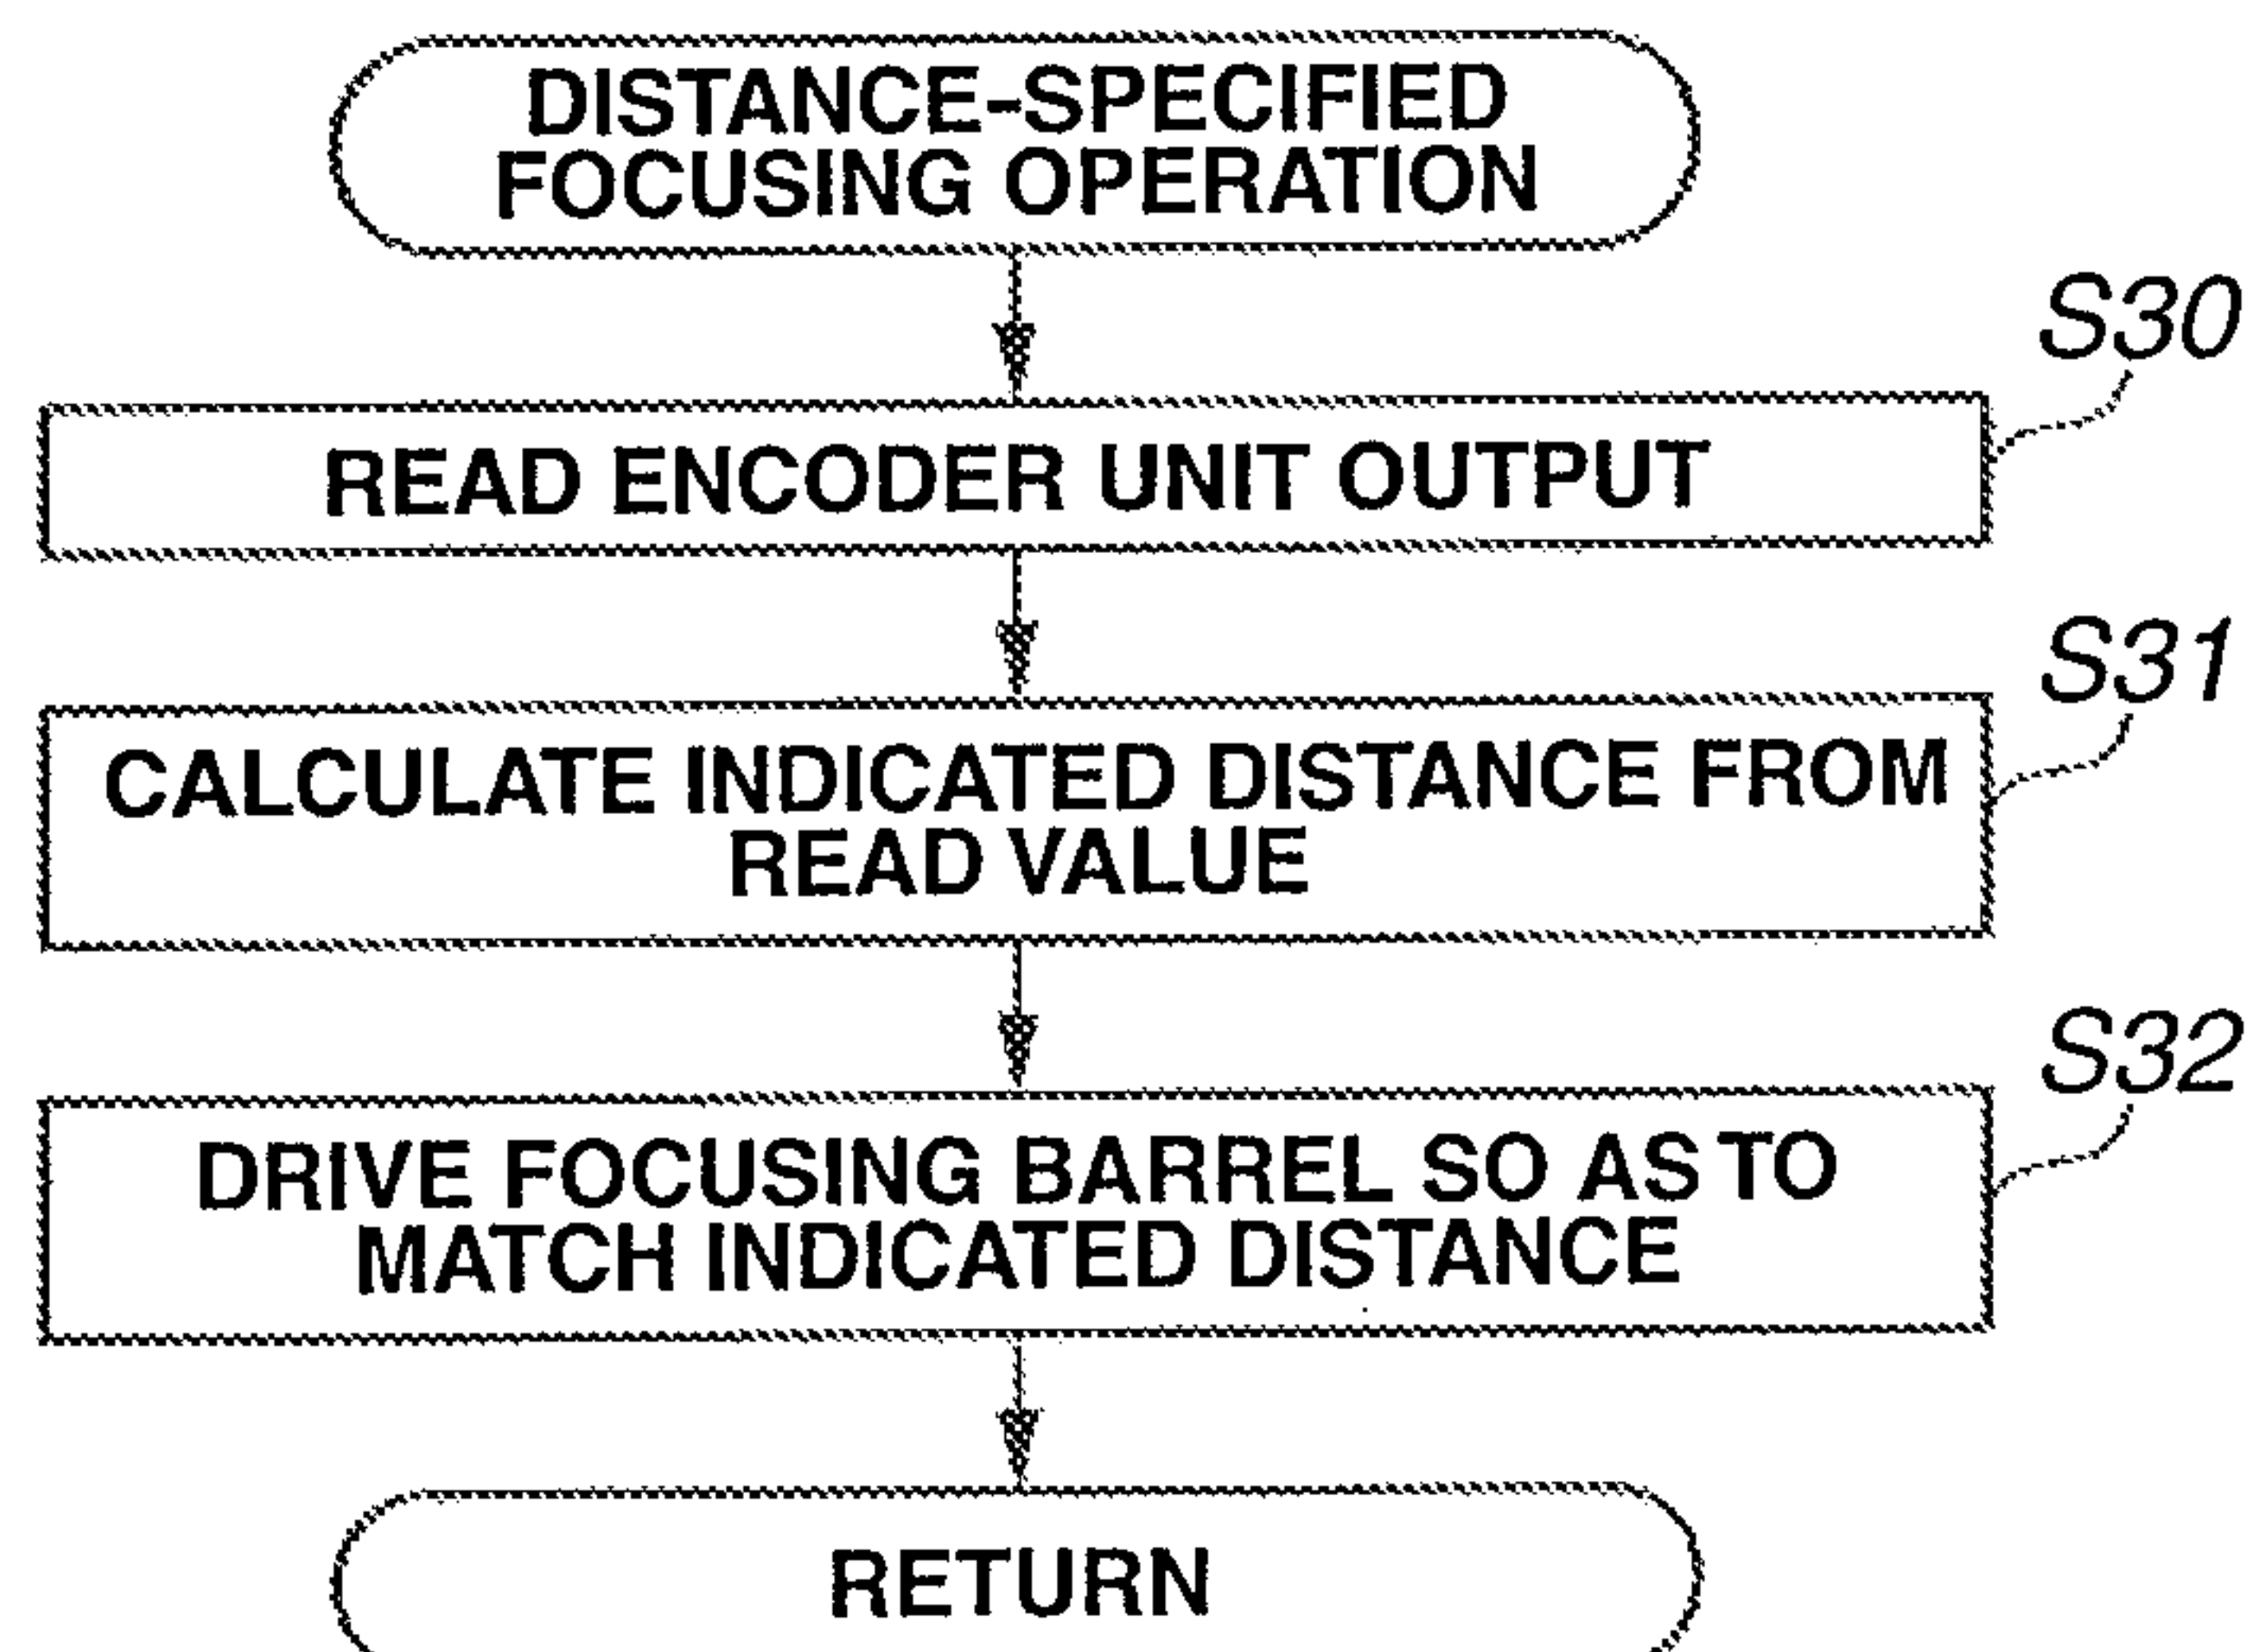 DISTANCE-SPECIFIED
FOCUSING OPERATION
S30
READ ENCODER UNIT OUTPUT
S31
CALCULATE INDICATED DISTANCE FROM
READ VALUE
S32
DRIVE FOCUSING BARREL SO AS TO
MATCH INDICATED DISTANCE
RETURN